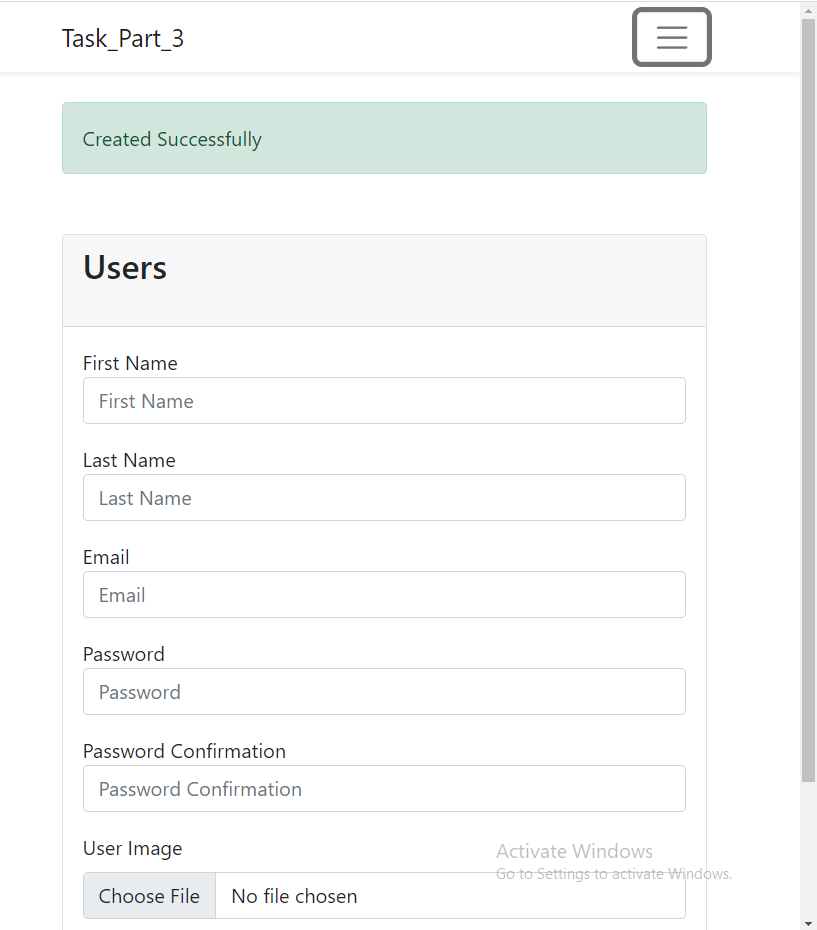 Task_Part_3
Created Successfully
Users
First Name
First Name
Last Name
Last Name
Email
Email
Password
Password
Password Confirmation
Password Confirmation
User Image
Choose File No file chosen
Activate Windows
Go to Settings to activate Windows.